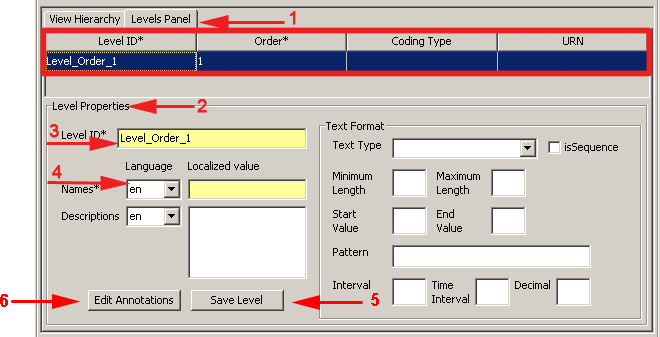 View Hierarchy Levels Panel 1
Level ID* Order* Coding Type URN
Level_Order_1 1
Level Properties 2
Text Format
3 Level ID* Level_Order_1
Text Type isSequence
Language Localized value
4
Names* en
Minimum Length Maximum Length
Descriptions en
Start Value End Value
Pattern
Interval Time Interval Decimal
6 Edit Annotations Save Level 5